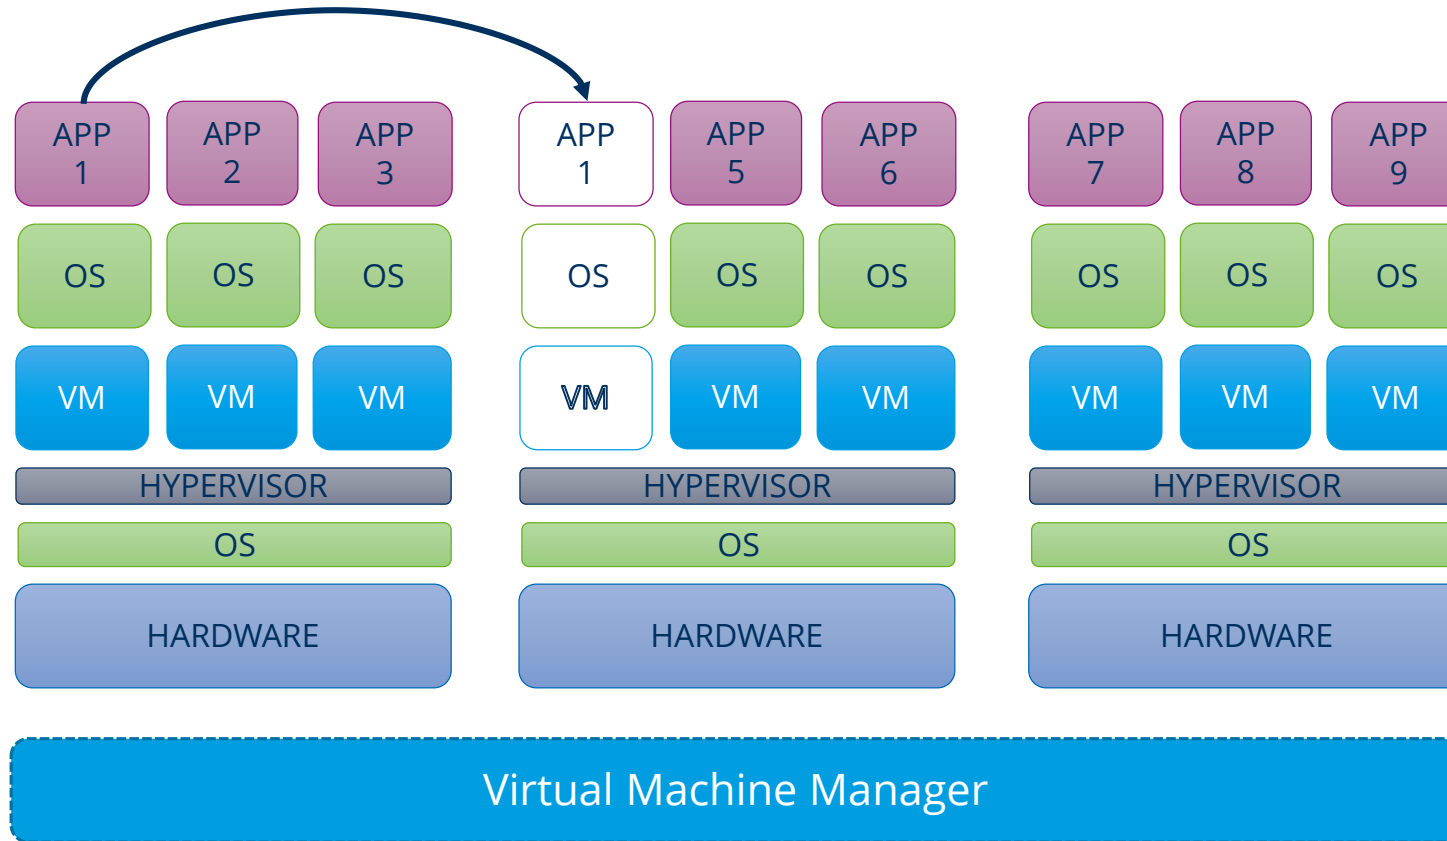 APP
1
APP
2
APP
3
APP
1
APP
5
APP
6
APP
7
APP
8
APP
9
OS
OS
OS
OS
OS
OS
OS
OS
OS
VM
VM
VM
VM
VM
VM
VM
VM
VM
HYPERVISOR
HYPERVISOR
HYPERVISOR
OS
OS
OS
HARDWARE
HARDWARE
HARDWARE
Virtual Machine Manager